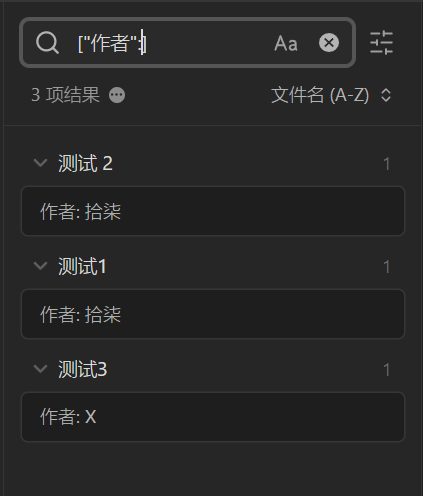 ["作者":]
Aa
3 项结果
文件名 (A-Z)
测试 2
1
作者: 拾柒
测试1
1
作者: 拾柒
测试3
1
作者: X